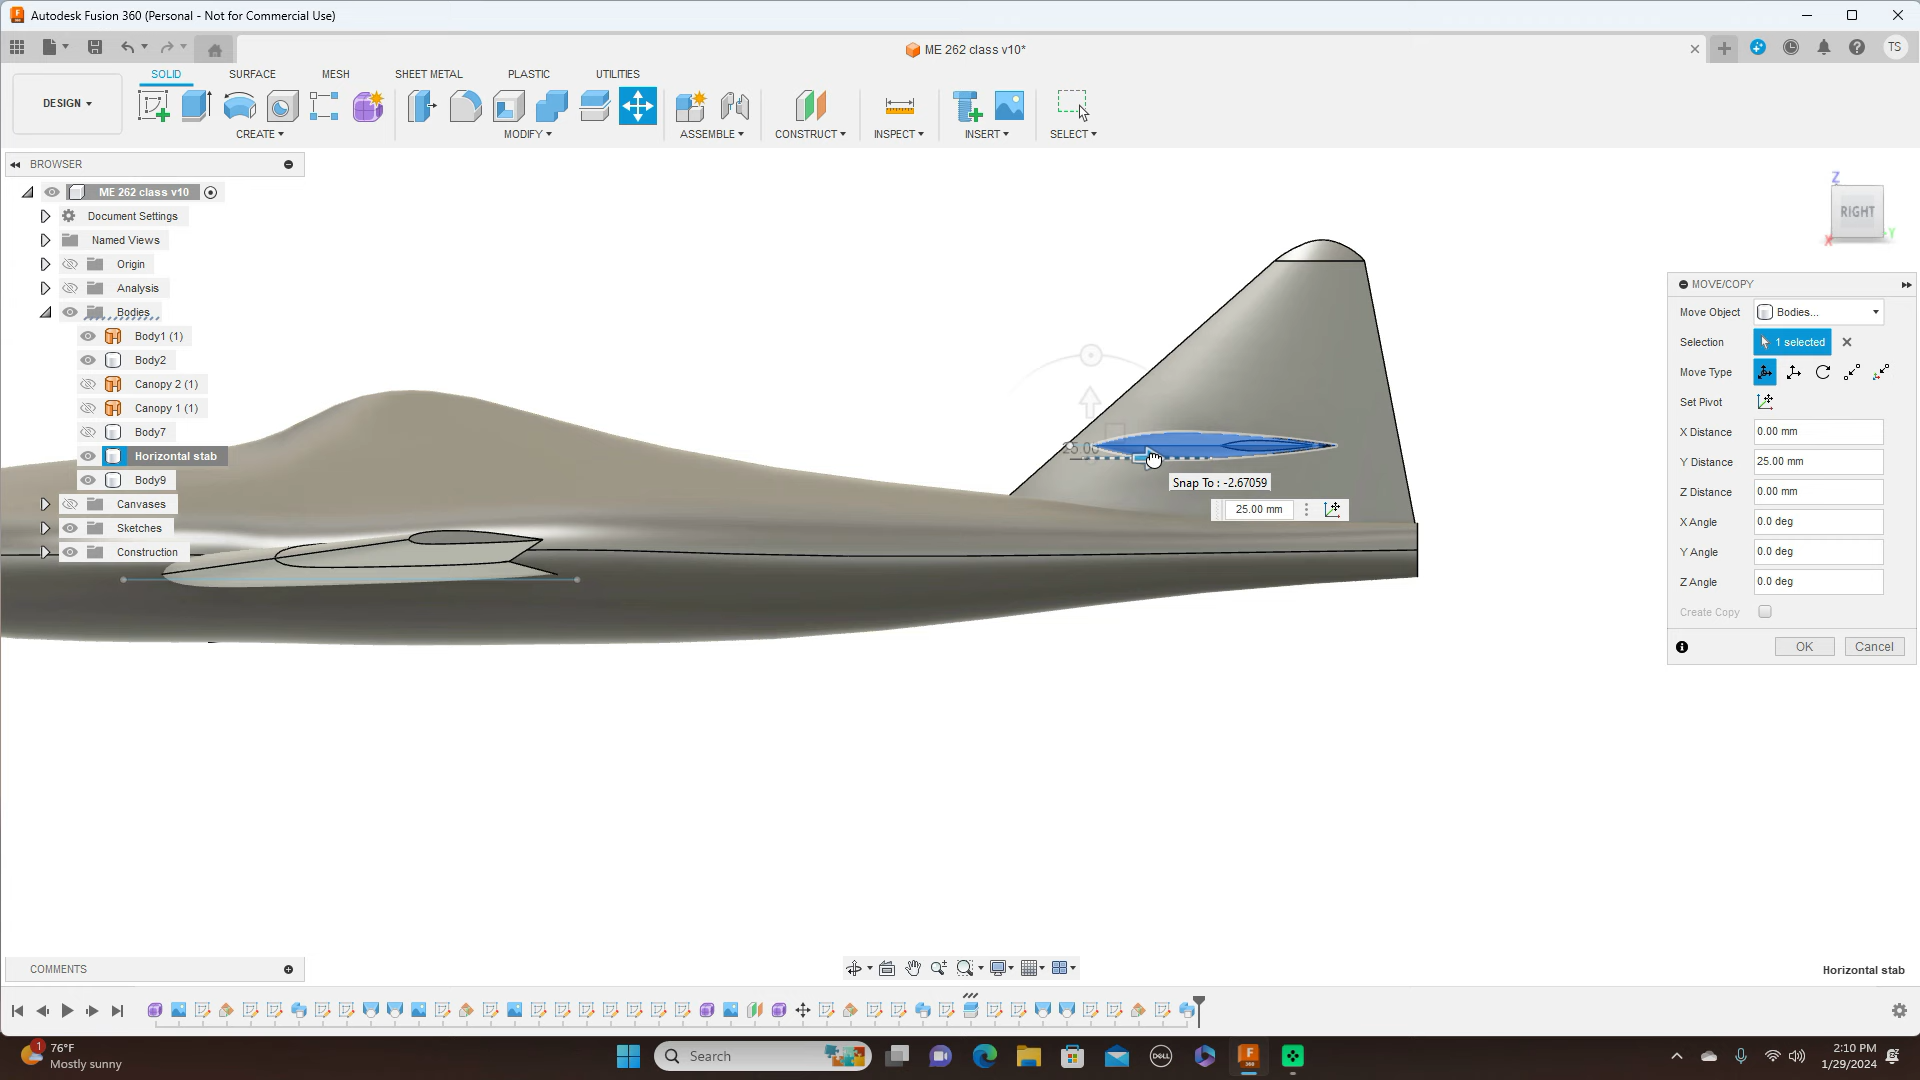 Autodesk Fusion 360 (Personal - Not for Commercial Use)
ME 262 class v10*
TS
DESIGN
SOLID
SURFACE
MESH
SHEET METAL
PLASTIC
UTILITIES
CREATE
MODIFY
ASSEMBLE
CONSTRUCT
INSPECT
INSERT
SELECT
BROWSER
ME 262 class v10
Document Settings
Named Views
Origin
Analysis
Bodies
Body1 (1)
Body2
Canopy 2 (1)
Canopy 1 (1)
Body7
Horizontal stab
Body9
Canvases
Sketches
Construction
Z
RIGHT
X
Y
25.00
Snap To : -2.67059
25.00 mm
MOVE/COPY
Move Object
Bodies...
Selection
1 selected
Move Type
Set Pivot
X Distance
0.00 mm
Y Distance
25.00 mm
Z Distance
0.00 mm
X Angle
0.0 deg
Y Angle
0.0 deg
Z Angle
0.0 deg
Create Copy
OK
Cancel
COMMENTS
Horizontal stab
1
76°F
Mostly sunny
Search
DELL
F
360
2:10 PM
1/29/2024